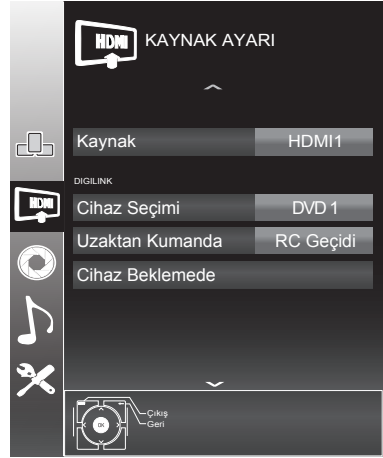 HDMI KAYNAK AYARI
Kaynak HDMI1
DIGILINK
HDMI
Cihaz Seçimi DVD 1
Uzaktan Kumanda RC Geçidi
Cihaz Beklemede
Çıkış
OK Geri